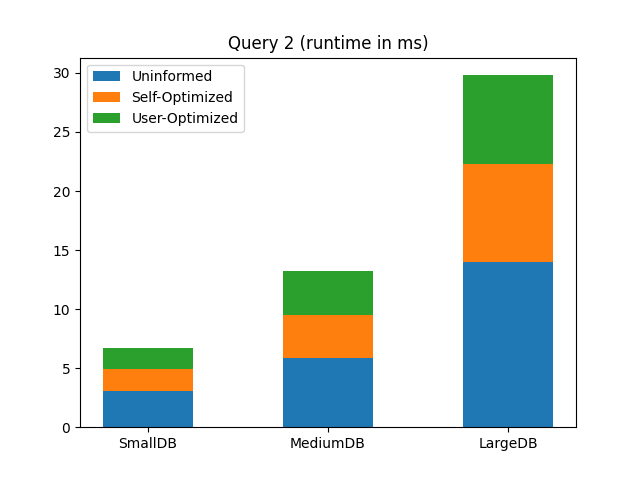 Query 2 (runtime in ms)
Uninformed
Self-Optimized
User-Optimized
30
25
20
15
10
5
0
SmallDB
MediumDB
LargeDB